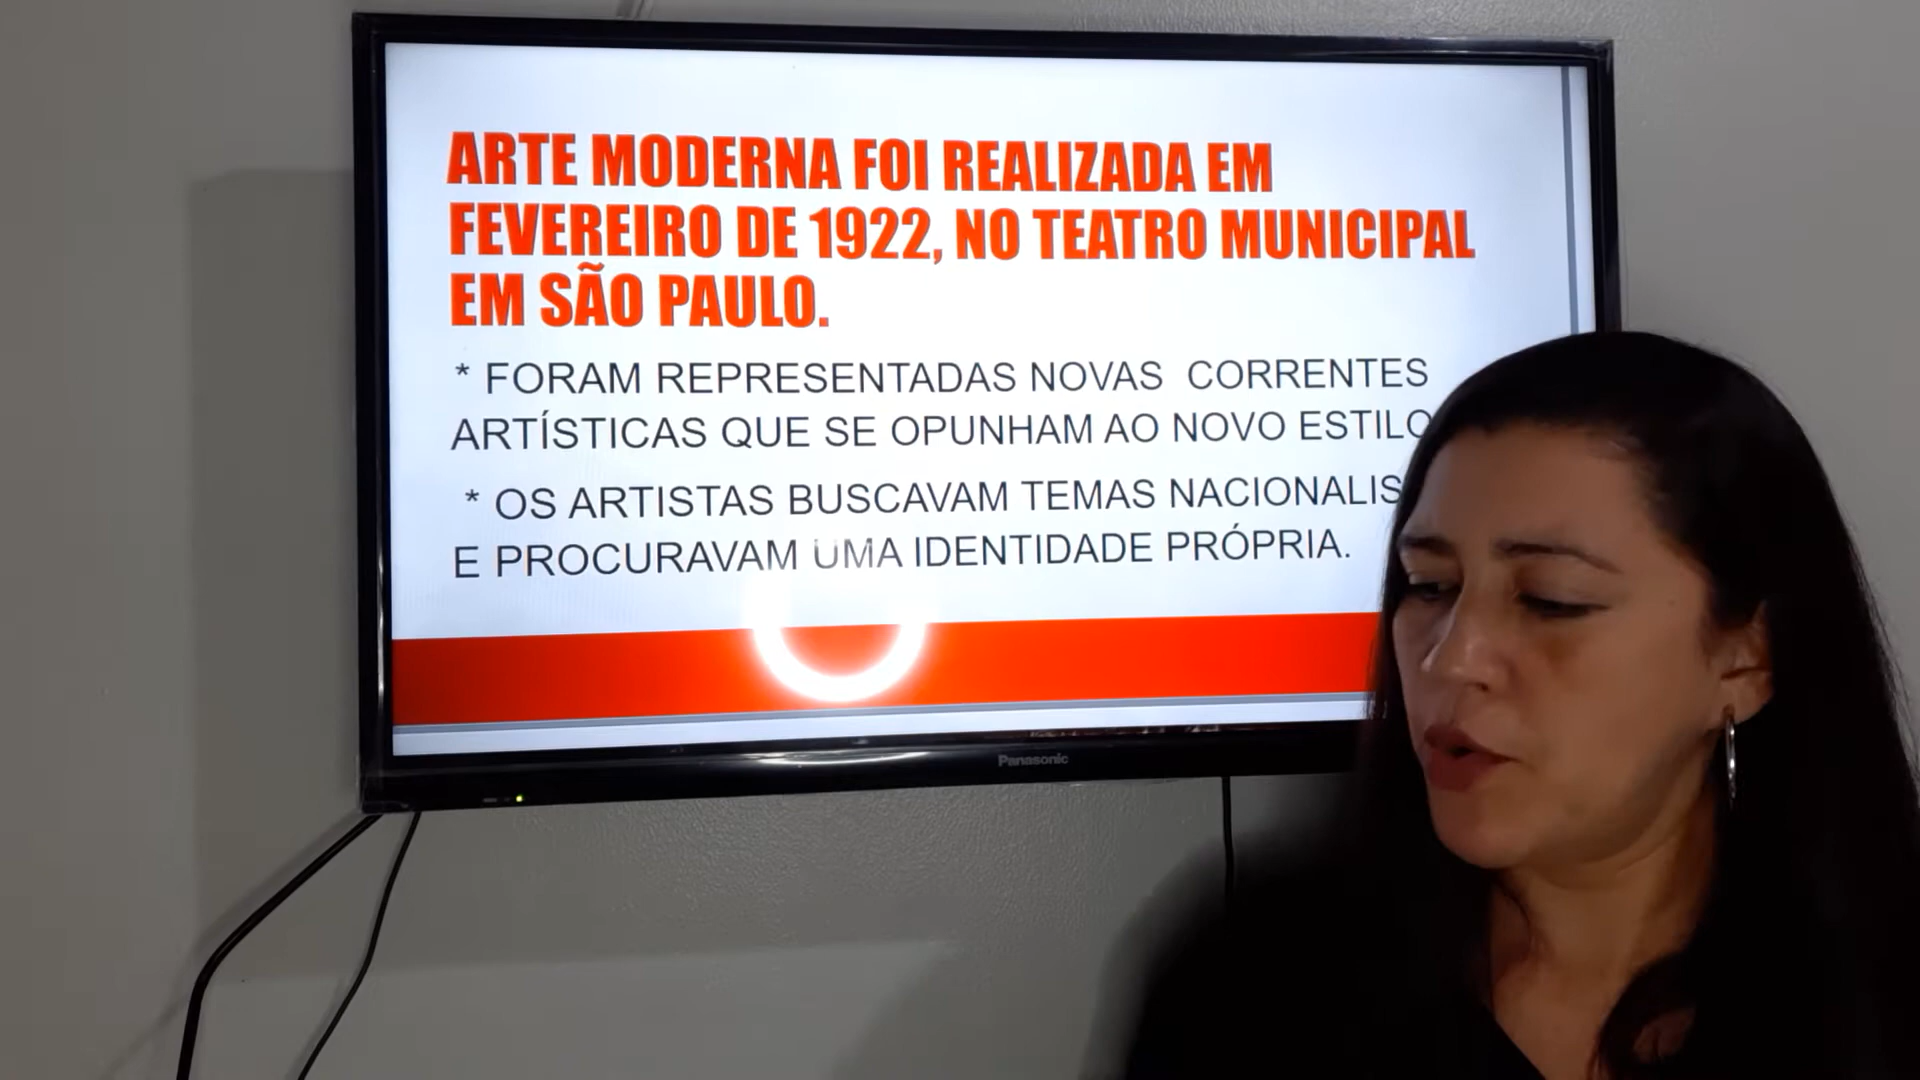 ARTE MODERNA FOI REALIZADA EM
FEVEREIRO DE 1922, NO TEATRO MUNICIPAL
EM SÃO PAULO.
* FORAM REPRESENTADAS NOVAS CORRENTES
ARTÍSTICAS QUE SE OPUNHAM AO NOVO ESTILO
* OS ARTISTAS BUSCAVAM TEMAS
E PROCURAVAM UMA IDENTIDADE PRÓPRIA.
Panasonic